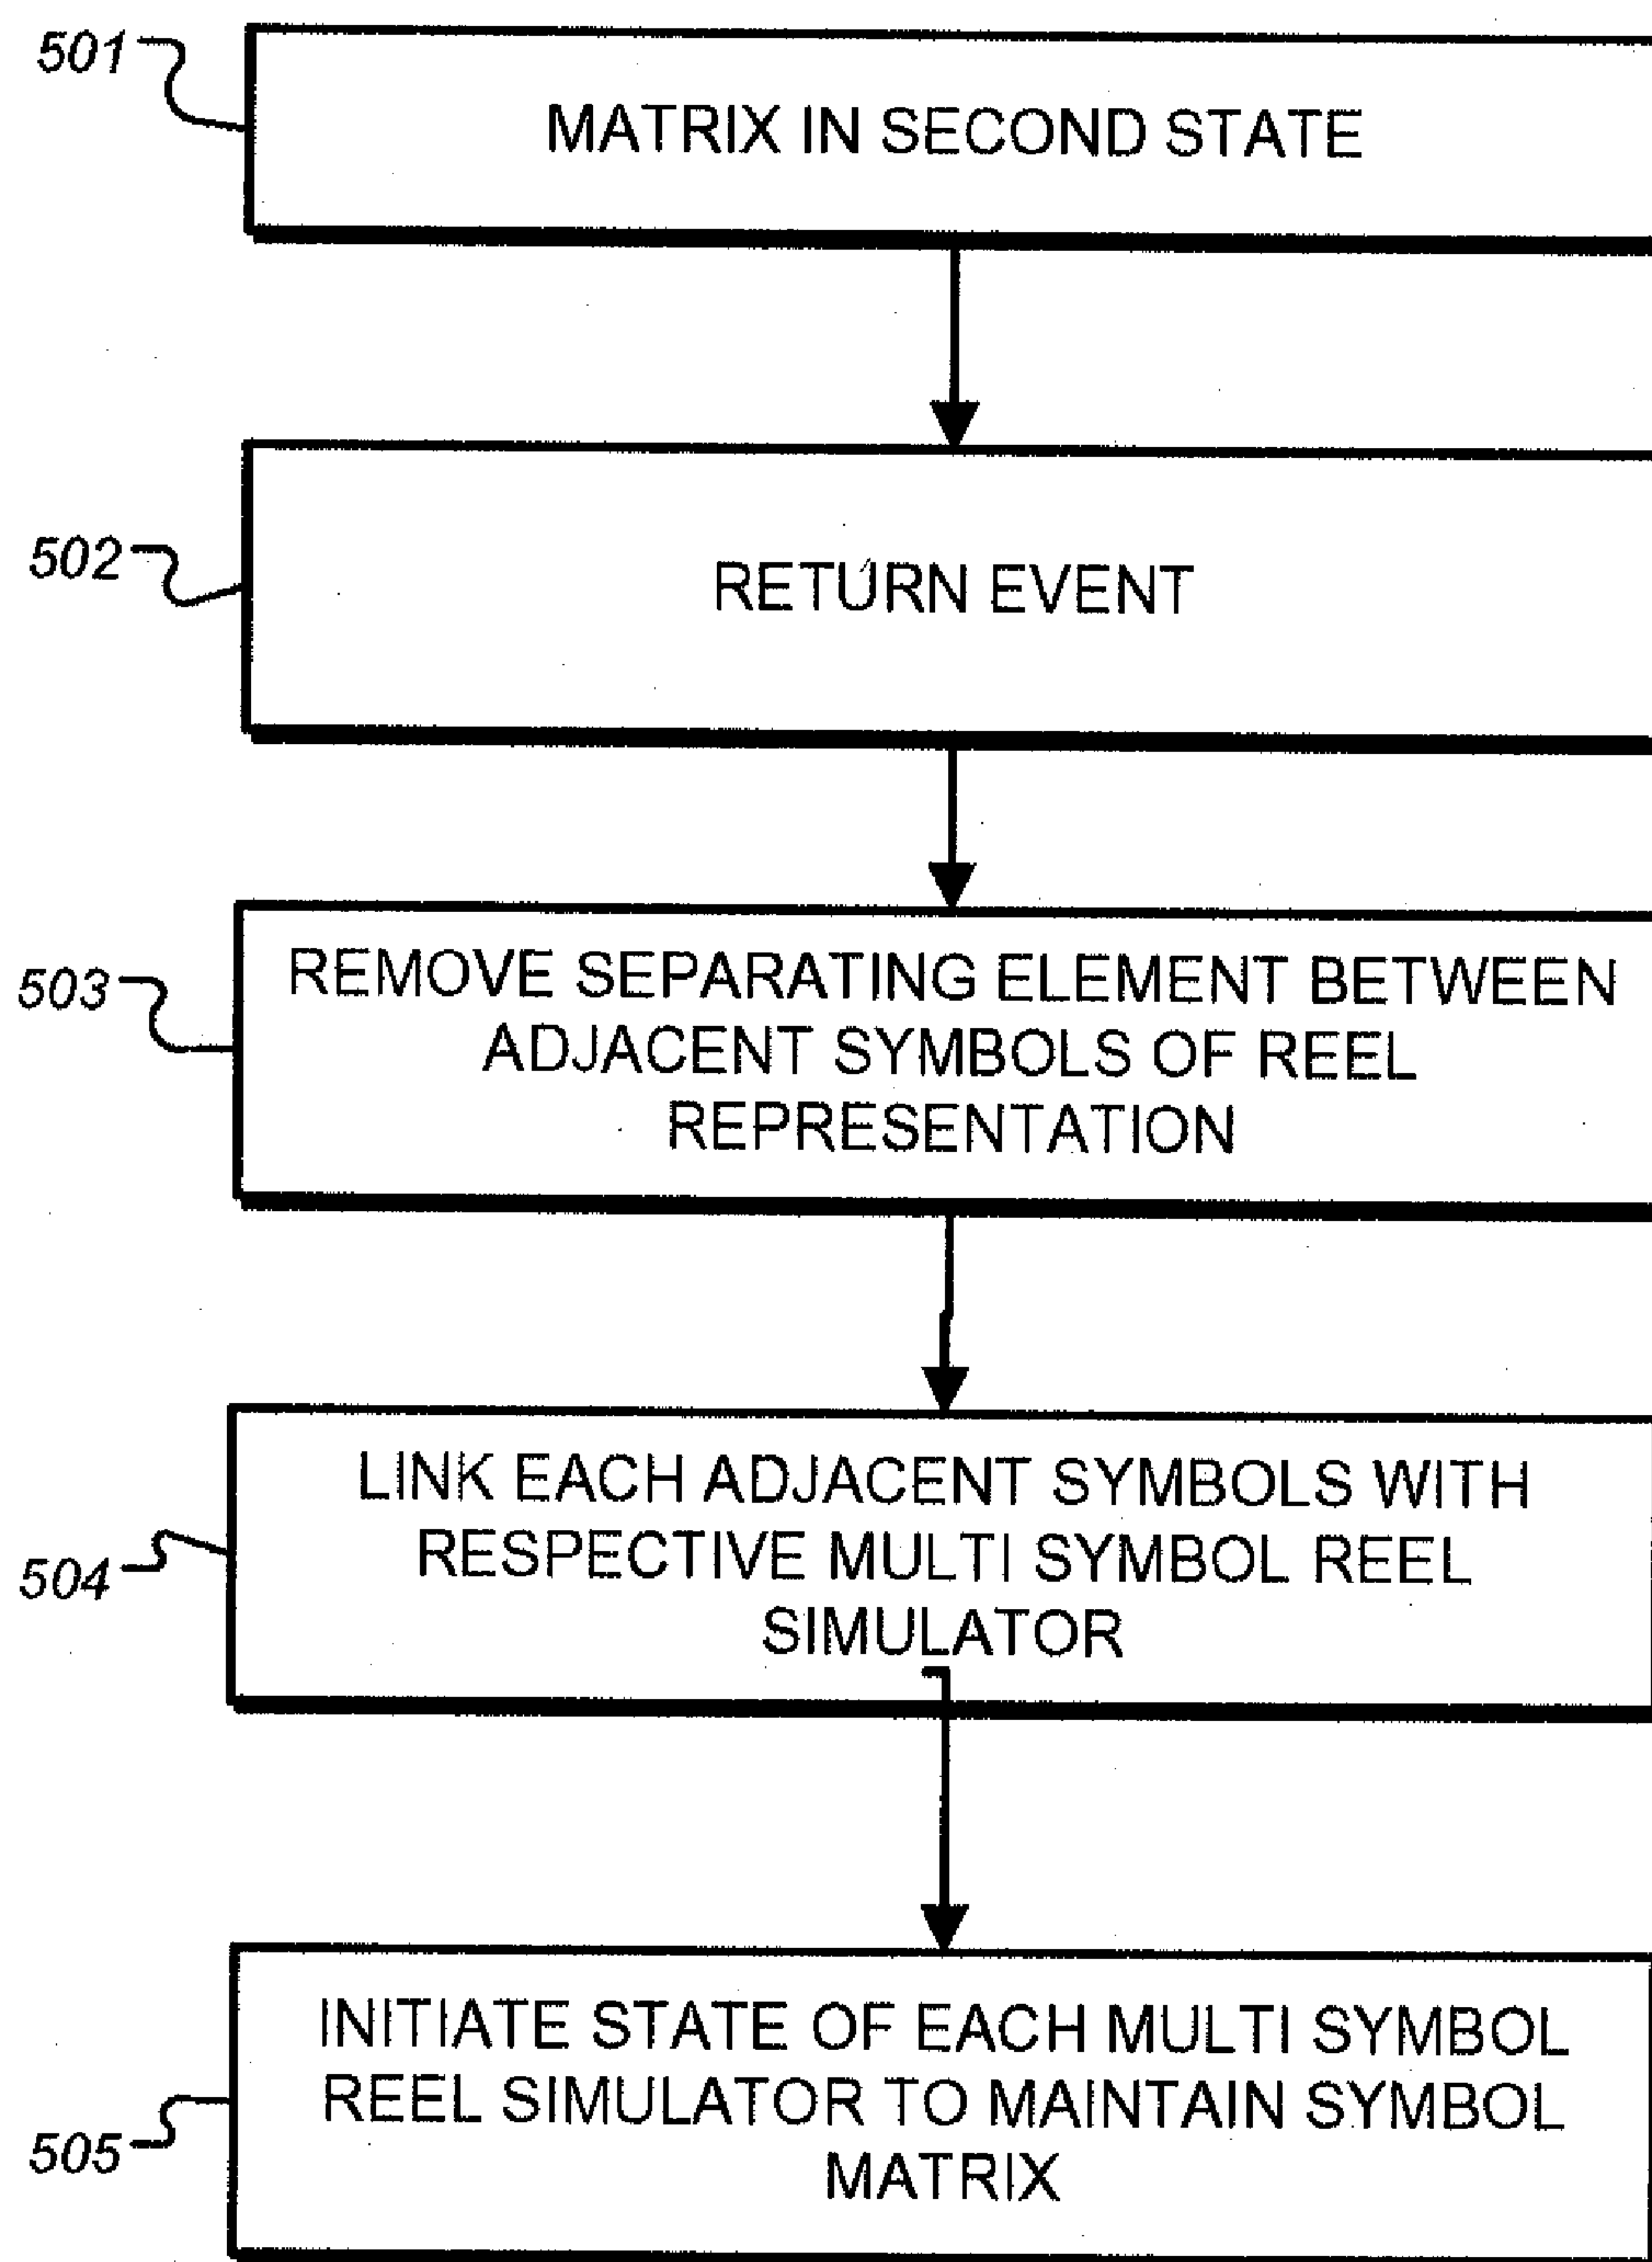 501
MATRIX IN SECOND STATE
502
RETURN EVENT
503
REMOVE SEPARATING ELEMENT BETWEEN
ADJACENT SYMBOLS OF REEL
REPRESENTATION
504
LINK EACH ADJACENT SYMBOLS WITH
RESPECTIVE MULTI SYMBOL REEL
SIMULATOR
505
INITIATE STATE OF EACH MULTI SYMBOL
REEL SIMULATOR TO MAINTAIN SYMBOL
MATRIX